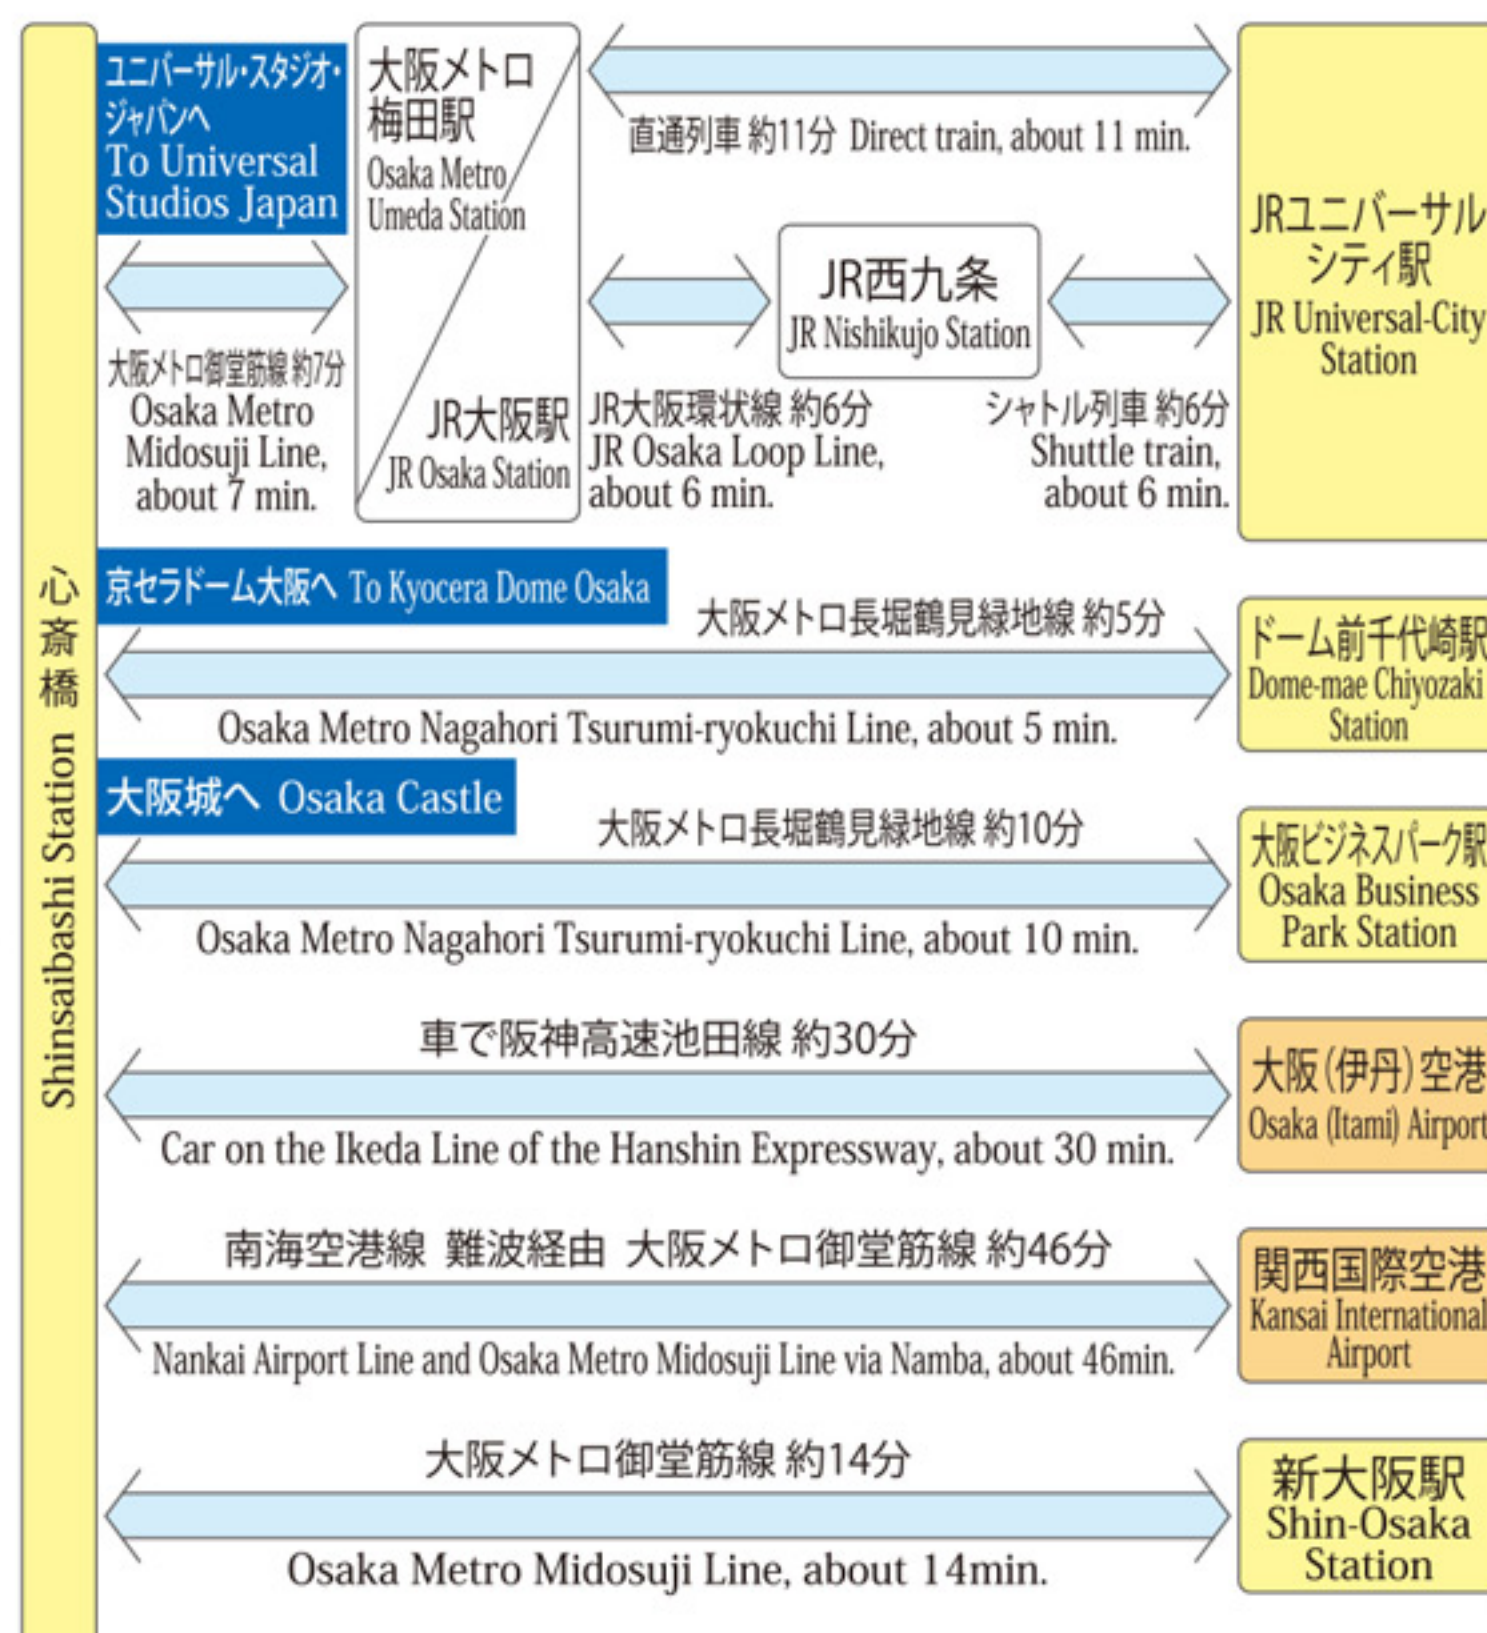 心斎橋 Shinsaibashi Station
ユニバーサル・スタジオ・
ジャパンへ
To Universal
Studios Japan
大阪メトロ御堂筋線 約7分
Osaka Metro
Midosuji Line,
about 7 min.
大阪メトロ
梅田駅
Osaka Metro
Umeda Station
JR大阪駅
JR Osaka Station
直通列車 約11分 Direct train, about 11 min.
JR大阪環状線 約6分
JR Osaka Loop Line,
about 6 min.
JR西九条
JR Nishikujo Station
シャトル列車 約6分
Shuttle train,
about 6 min.
JRユニバーサル
シティ駅
JR Universal-City
Station
京セラドーム大阪へ To Kyocera Dome Osaka
大阪メトロ長堀鶴見緑地線 約5分
Osaka Metro Nagahori Tsurumi-ryokuchi Line, about 5 min.
ドーム前千代崎駅
Dome-mae Chiyozaki
Station
大阪城へ Osaka Castle
大阪メトロ長堀鶴見緑地線 約10分
Osaka Metro Nagahori Tsurumi-ryokuchi Line, about 10 min.
大阪ビジネスパーク駅
Osaka Business
Park Station
車で阪神高速池田線 約30分
Car on the Ikeda Line of the Hanshin Expressway, about 30 min.
大阪(伊丹)空港
Osaka (Itami) Airport
南海空港線 難波経由 大阪メトロ御堂筋線 約46分
Nankai Airport Line and Osaka Metro Midosuji Line via Namba, about 46min.
関西国際空港
Kansai International
Airport
大阪メトロ御堂筋線 約14分
Osaka Metro Midosuji Line, about 14min.
新大阪駅
Shin-Osaka
Station